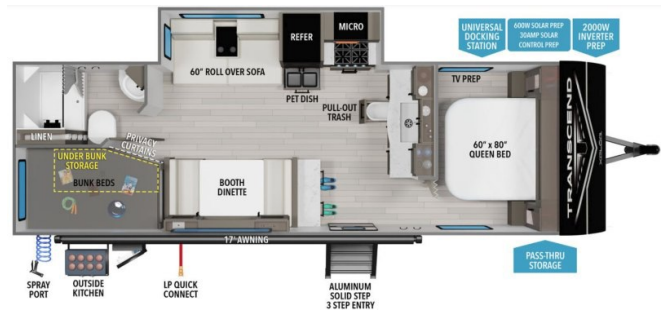 UNIVERSAL
DOCKING
STATION
600W SOLAR PREP
30AMP SOLAR
CONTROL PREP
2000W
INVERTER
PREP
MICRO
REFER
60" ROLL OVER SOFA
PET DISH
PULL-OUT
TRASH
TV PREP
60" x 80"
QUEEN BED
TRANSCEND
LINEN
PRIVACY
CURTAINS
UNDER BUNK
STORAGE
BUNK BEDS
BOOTH
DINETTE
17' AWNING
PASS-THRU
STORAGE
SPRAY
PORT
OUTSIDE
KITCHEN
LP QUICK
CONNECT
ALUMINUM
SOLID STEP
3 STEP ENTRY